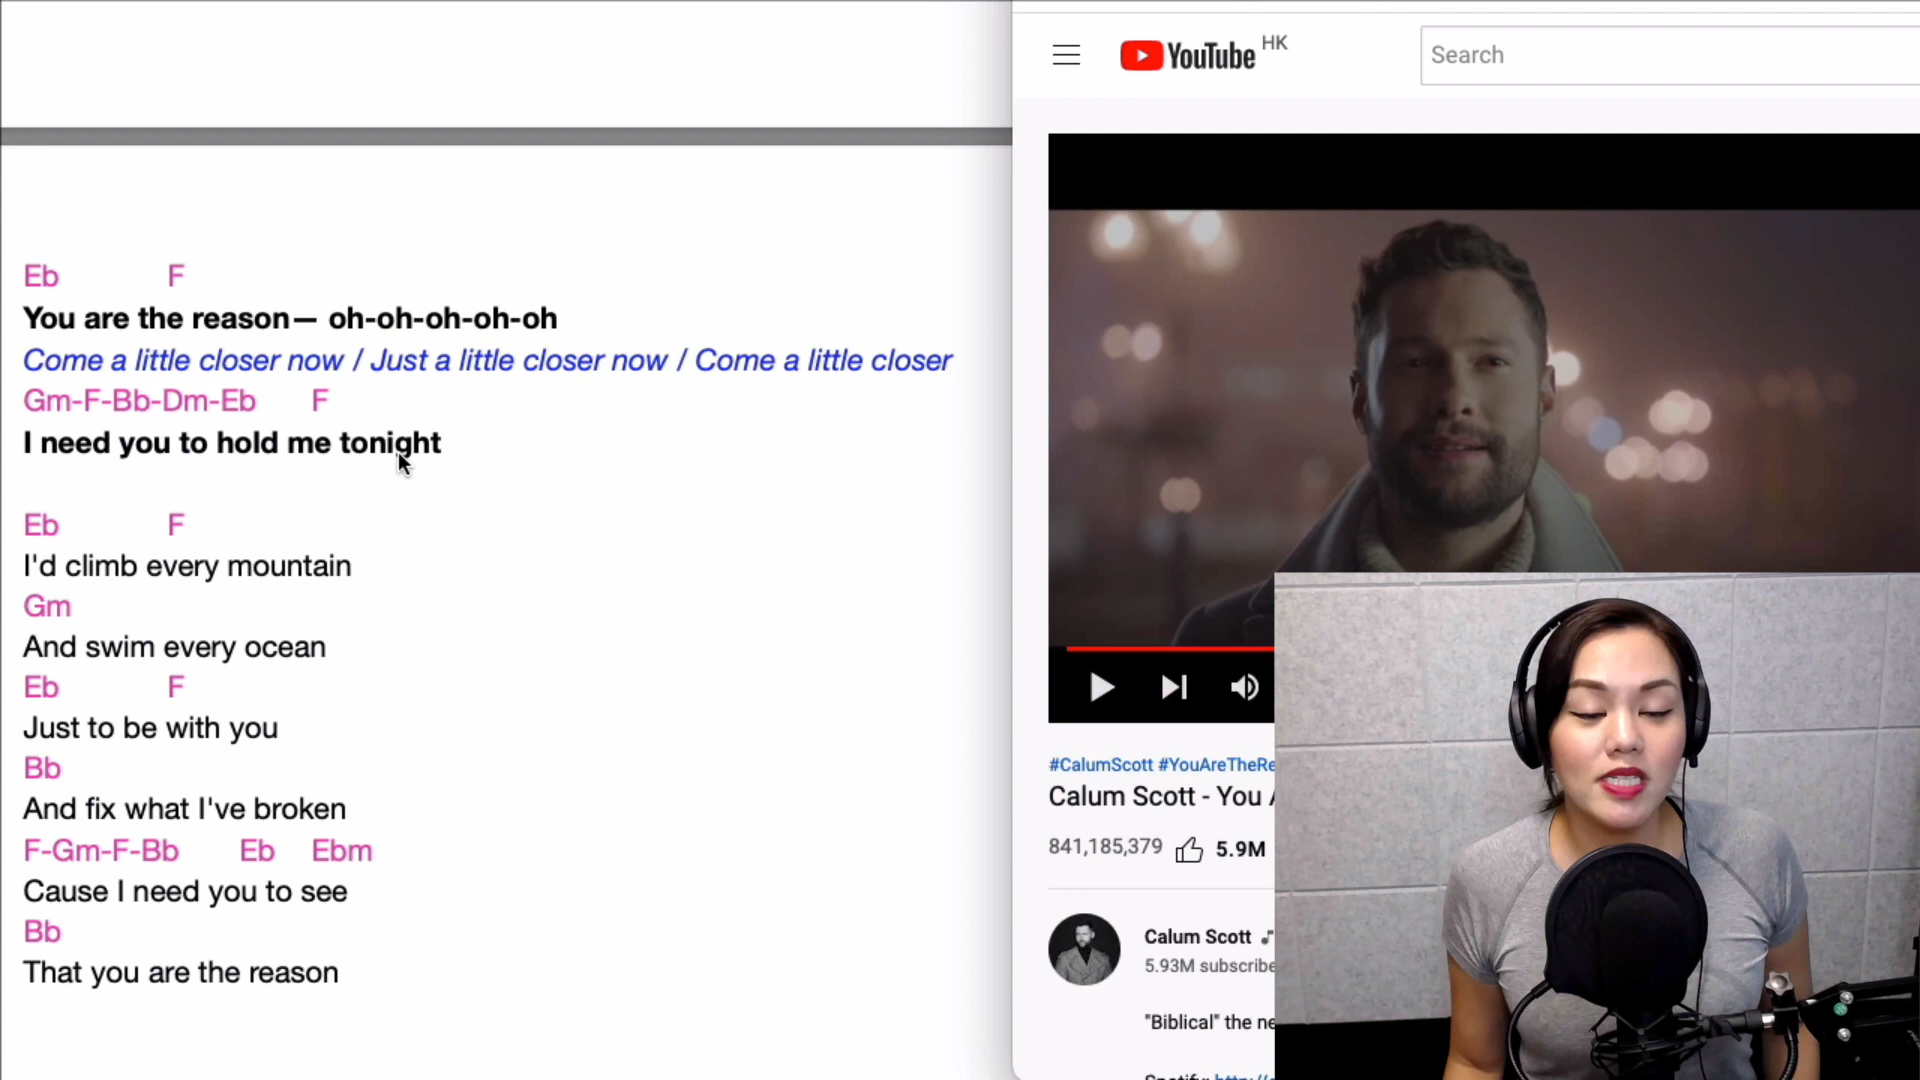 Eb F
You are the reason— oh-oh-oh-oh-oh
Come a little closer now / Just a little closer now / Come a little closer
Gm-F-Bb-Dm-Eb F
I need you to hold me tonight
Eb F
I'd climb every mountain
Gm
And swim every ocean
Eb F
Just to be with you
Bb
And fix what I've broken
F-Gm-F-Bb Eb Ebm
Cause I need you to see
Bb
That you are the reason
YouTube HK
Search
#CalumScott #YouAreTheRe
Calum Scott - You
841,185,379 5.9M
Calum Scott
5.93M subscribe
"Biblical" the ne